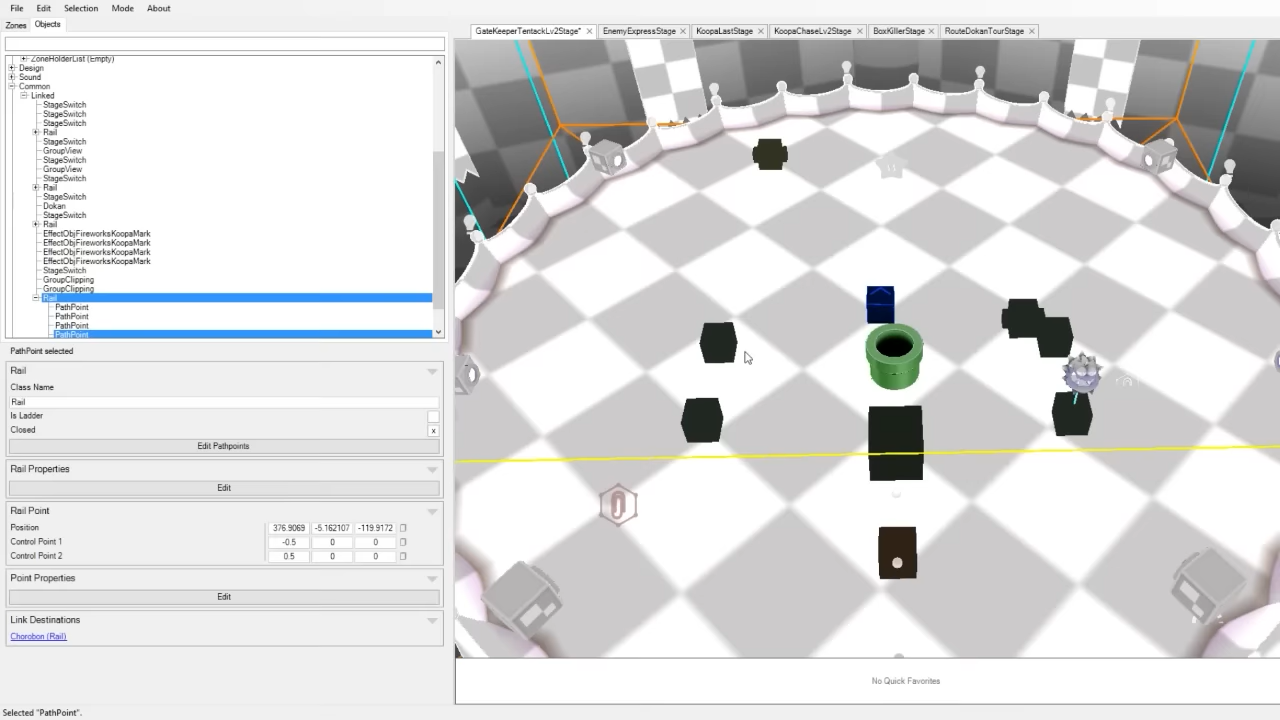 File Edit Selection Mode About
Zones Objects
GateKeeperTentackLv2Stage* × EnemyExpressStage × KoopaLastStage × KoopaChaseLv2Stage × BoxKillerStage × RouteDokanTourStage ×
ZoneHolderList (Empty)
Design
Sound
Common
Linked
StageSwitch
StageSwitch
StageSwitch
Rail
StageSwitch
GroupView
StageSwitch
GroupView
StageSwitch
Rail
StageSwitch
Dokan
StageSwitch
Rail
EffectObjFireworksKoopaMark
EffectObjFireworksKoopaMark
EffectObjFireworksKoopaMark
EffectObjFireworksKoopaMark
StageSwitch
GroupClipping
GroupClipping
Rail
PathPoint
PathPoint
PathPoint
PathPoint
PathPoint selected
Rail
Class Name
Rail
Is Ladder
Closed x
Edit Pathpoints
Rail Properties
Edit
Rail Point
Position 376.9069 -5.162107 -119.9172
Control Point 1 -0.5 0 0
Control Point 2 0.5 0 0
Point Properties
Edit
Link Destinations
Chorobon (Rail)
No Quick Favorites
Selected "PathPoint".